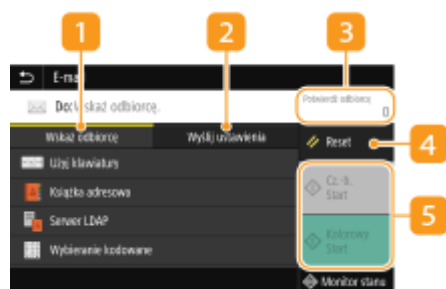 1
2
3
E-mail
Do: Wskaż odbiorcę.
Potwierdź odbiorcę
0
Wskaż odbiorcę
Wyślij ustawienia
Reset
4
Użyj klawiatury
Książka adresowa
Serwer LDAP
Wybieranie kodowane
Cz.-b.
Start
5
Kolorowy
Start
Monitor stanu